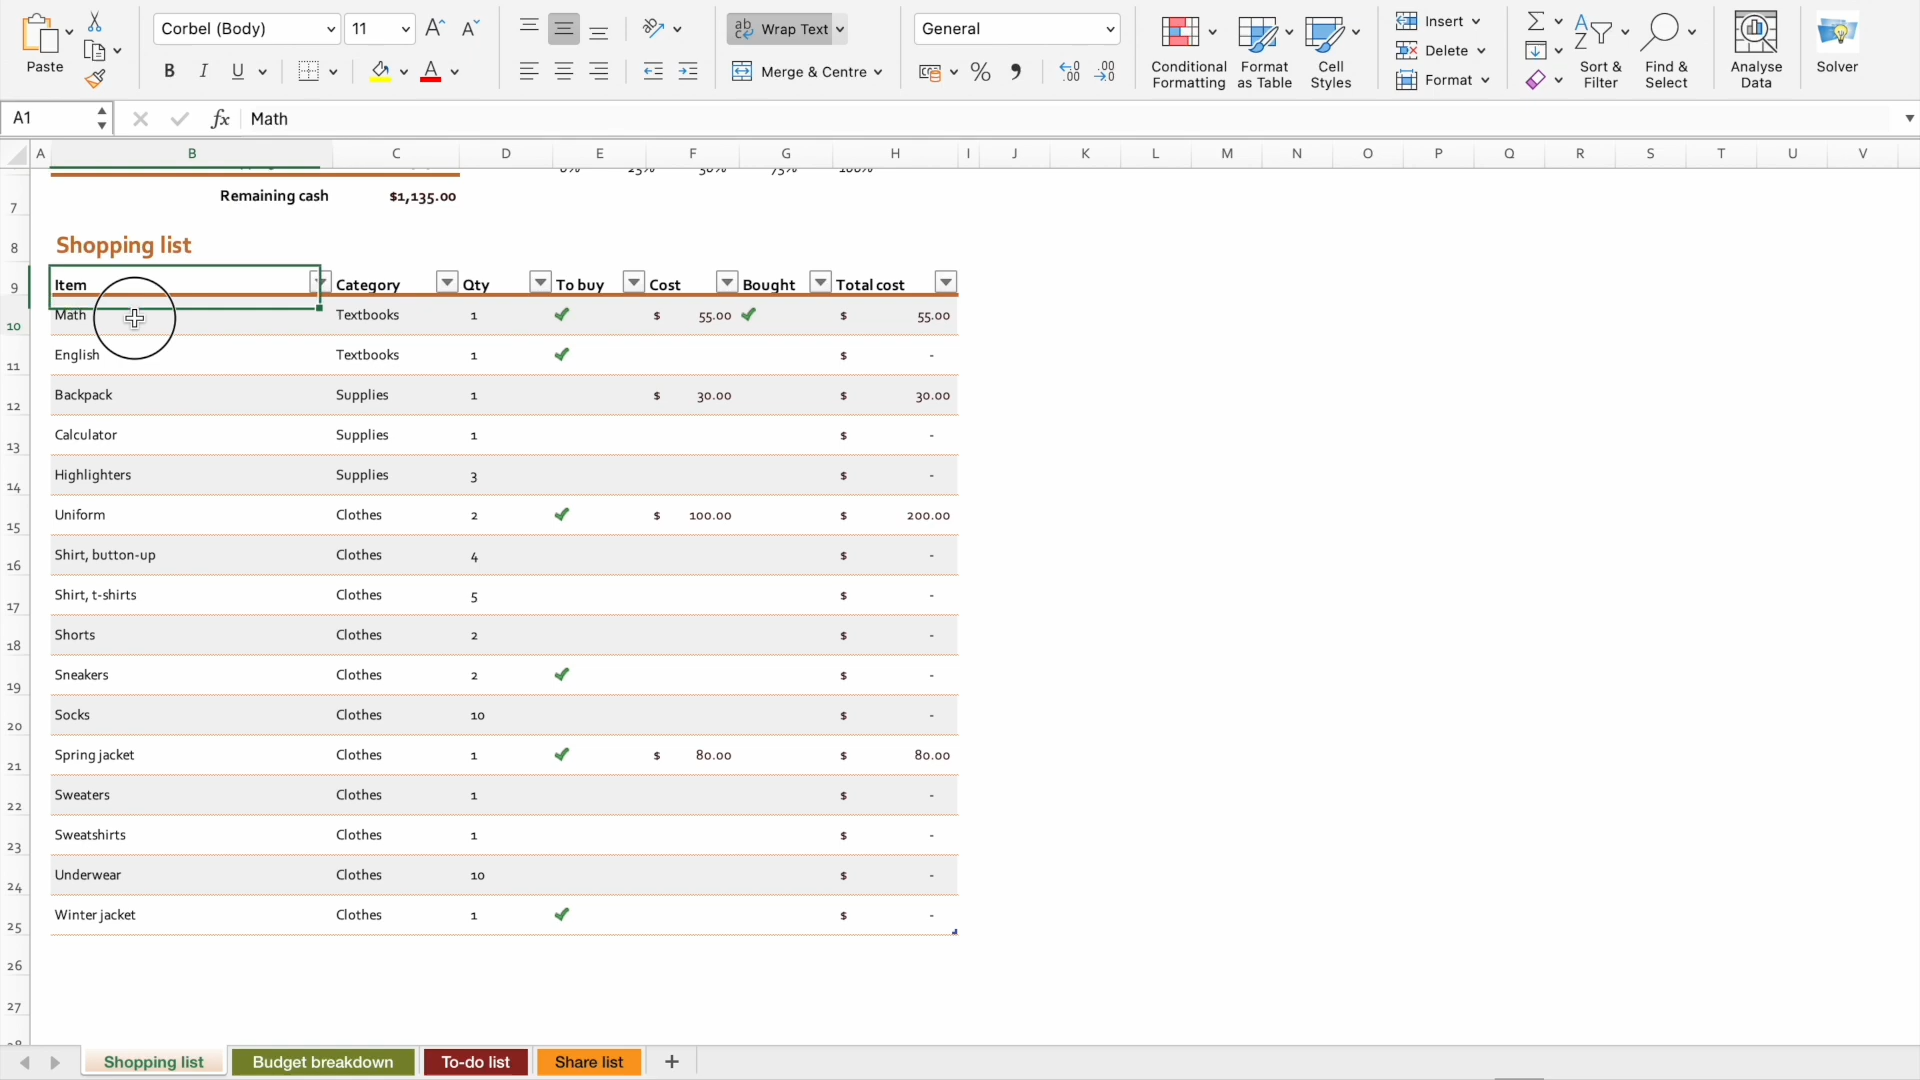 Paste
Corbel (Body) 11
Wrap Text
Merge & Centre
General
Conditional Formatting
Format as Table
Cell Styles
Insert
Delete
Format
Sort & Filter
Find & Select
Analyse Data
Solver
A1 fx Math
A B C D E F G H I J K L M N O P Q R S T U V
7 Remaining cash $1,135.00
8 Shopping list
9 Item Category Qty To buy Cost Bought Total cost
10 Math Textbooks 1 $ 55.00 $ 55.00
11 English Textbooks 1 $ -
12 Backpack Supplies 1 $ 30.00 $ 30.00
13 Calculator Supplies 1 $ -
14 Highlighters Supplies 3 $ -
15 Uniform Clothes 2 $ 100.00 $ 200.00
16 Shirt, button-up Clothes 4 $ -
17 Shirt, t-shirts Clothes 5 $ -
18 Shorts Clothes 2 $ -
19 Sneakers Clothes 2 $ -
20 Socks Clothes 10 $ -
21 Spring jacket Clothes 1 $ 80.00 $ 80.00
22 Sweaters Clothes 1 $ -
23 Sweatshirts Clothes 1 $ -
24 Underwear Clothes 10 $ -
25 Winter jacket Clothes 1 $ -
26
27
Shopping list Budget breakdown To-do list Share list